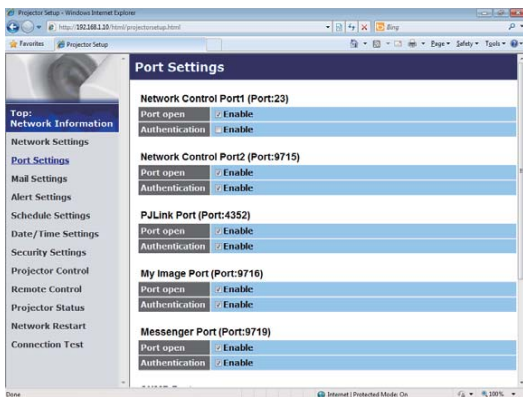 Projector Setup - Windows Internet Explorer
http://192.168.1.10/html/projectorsetup.html
Bing
Favorites Projector Setup Page Safety Tools
Top:
Network Information
Network Settings
Port Settings
Mail Settings
Alert Settings
Schedule Settings
Date/Time Settings
Security Settings
Projector Control
Remote Control
Projector Status
Network Restart
Connection Test
Port Settings
Network Control Port1 (Port:23)
Port open Enable
Authentication Enable
Network Control Port2 (Port:9715)
Port open Enable
Authentication Enable
PJLink Port (Port:4352)
Port open Enable
Authentication Enable
My Image Port (Port:9716)
Port open Enable
Authentication Enable
Messenger Port (Port:9719)
Port open Enable
Authentication Enable
Done Internet | Protected Mode: On 100%